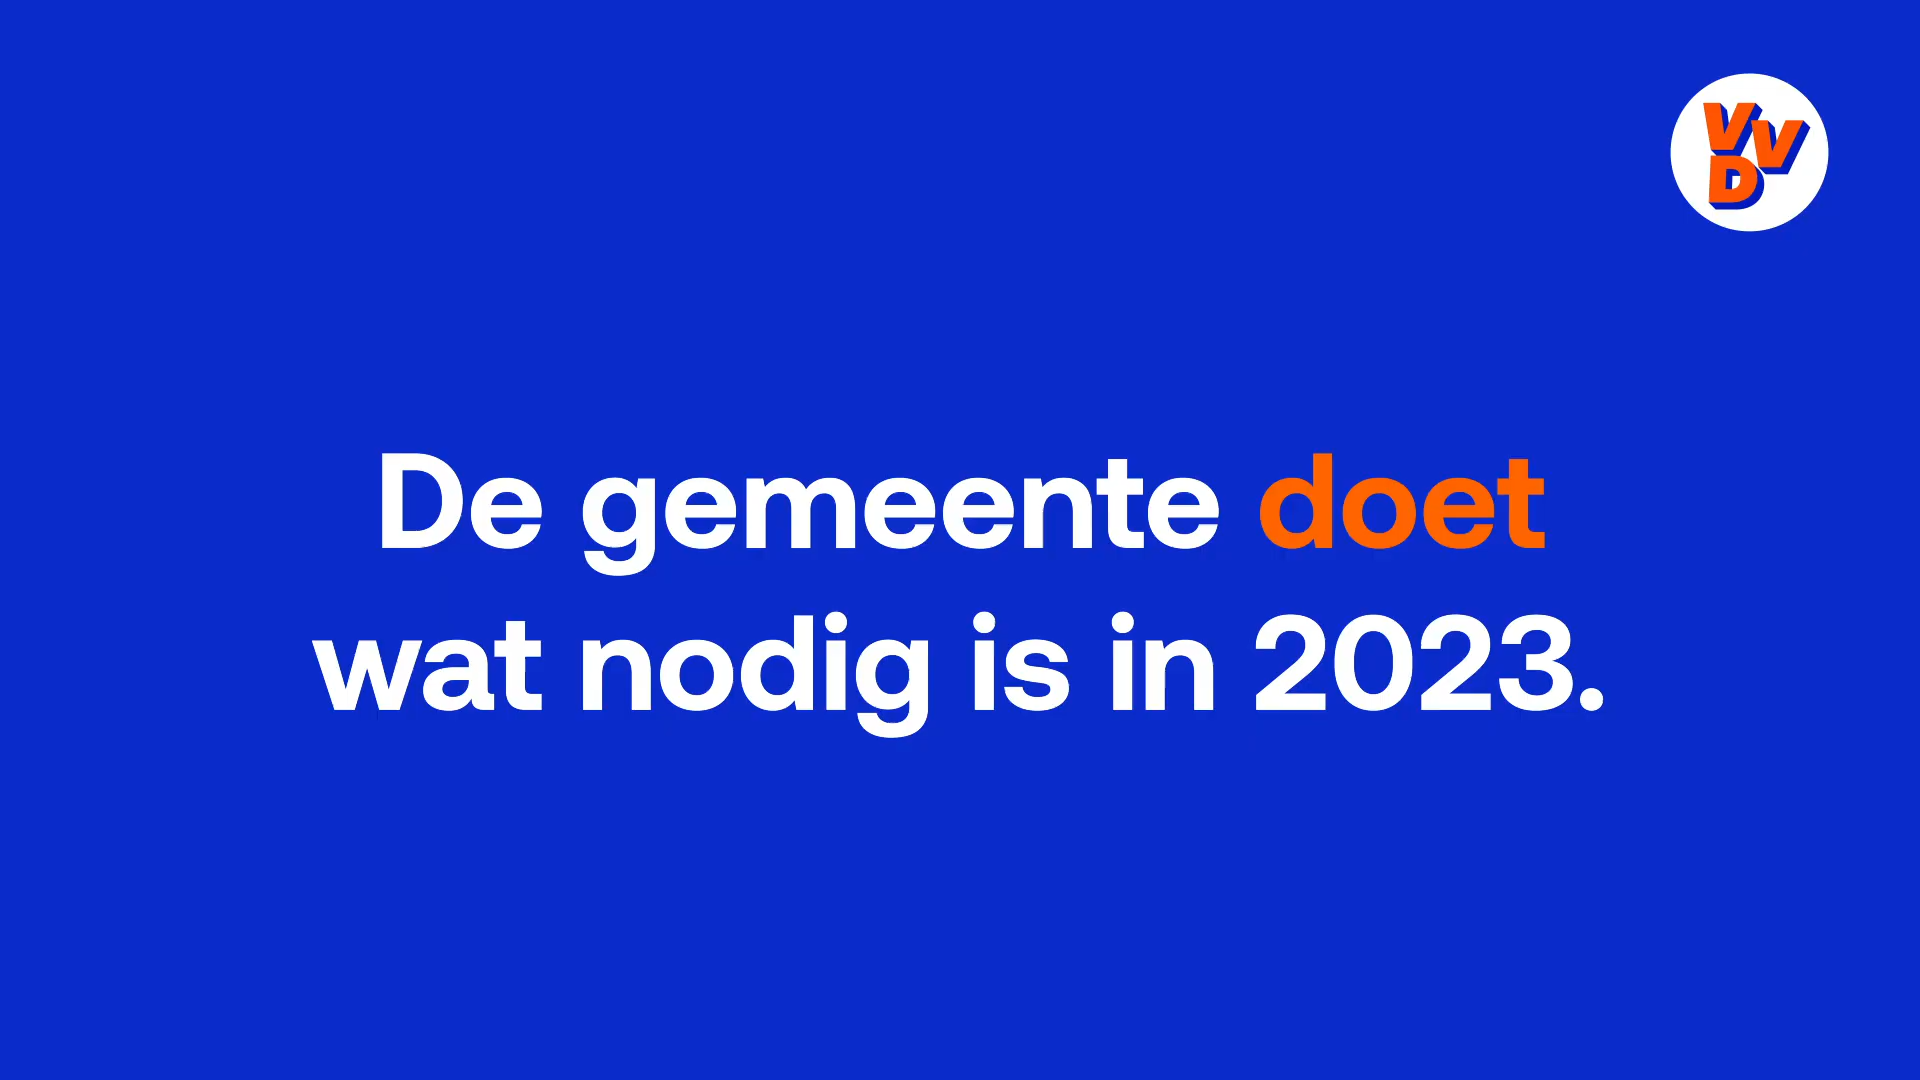 VVD
De gemeente doet
wat nodig is in 2023.